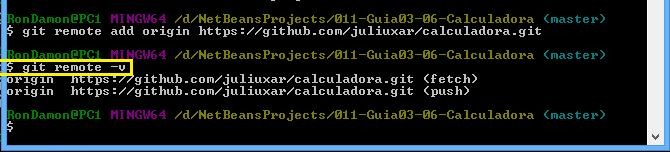 RonDamon@PC1 MINGW64 /d/NetBeansProjects/011-Guia03-06-Calculadora (master)
$ git remote add origin https://github.com/juliuxar/calculadora.git
RonDamon@PC1 MINGW64 /d/NetBeansProjects/011-Guia03-06-Calculadora (master)
$ git remote -v
origin  https://github.com/juliuxar/calculadora.git (fetch)
origin  https://github.com/juliuxar/calculadora.git (push)
RonDamon@PC1 MINGW64 /d/NetBeansProjects/011-Guia03-06-Calculadora (master)
$